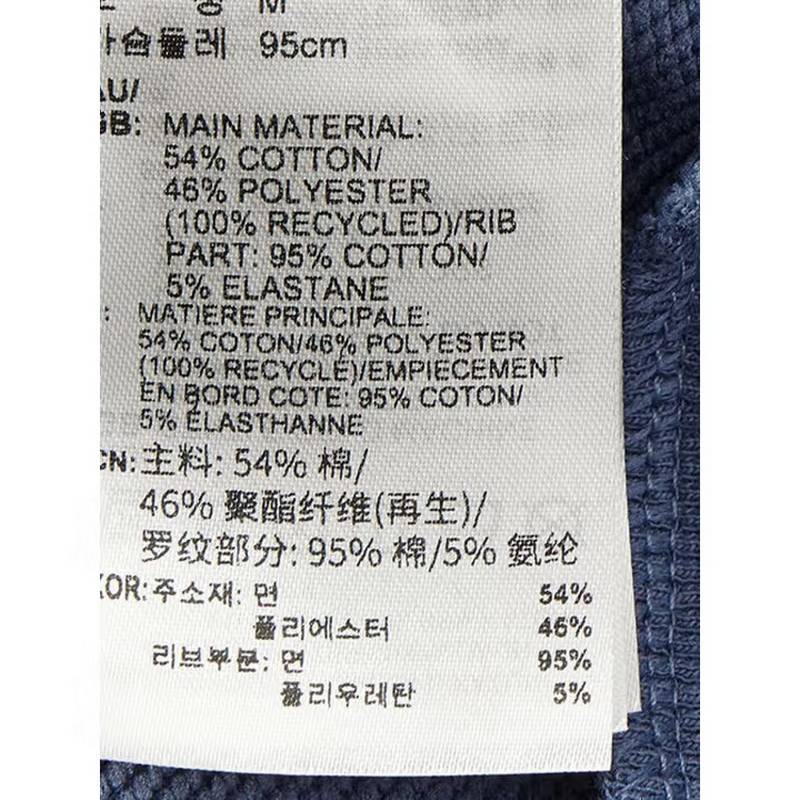 형 M
가슴둘레 95cm
AU/
GB: MAIN MATERIAL:
54% COTTON/
46% POLYESTER
(100% RECYCLED)/RIB
PART: 95% COTTON/
5% ELASTANE
: MATIERE PRINCIPALE:
54% COTON/46% POLYESTER
(100% RECYCLÉ)/EMPIECEMENT
EN BORD COTE: 95% COTON/
5% ÉLASTHANNE
CN: 主料: 54% 棉/
46% 聚酯纤维(再生)/
罗纹部分: 95% 棉/5% 氨纶
KOR: 주소재: 면 54%
폴리에스터 46%
리브부분: 면 95%
폴리우레탄 5%